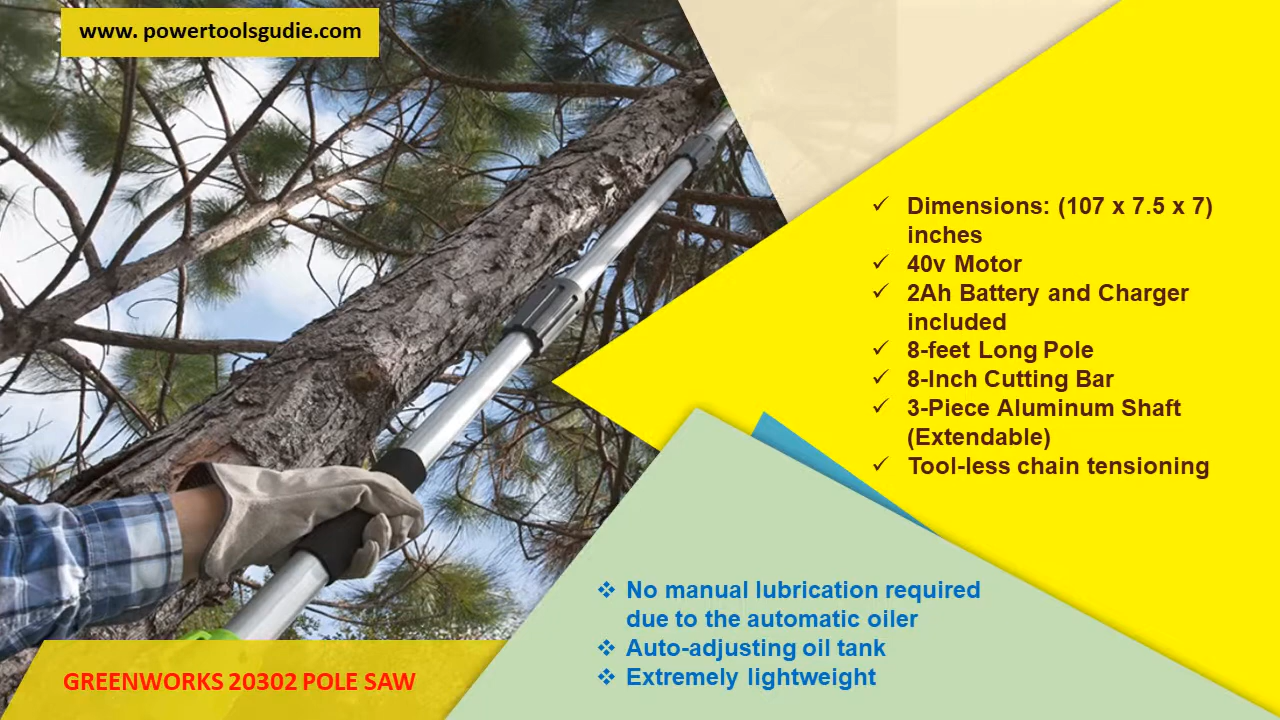 www. powertoolsgudie.com
Dimensions: (107 x 7.5 x 7)
inches
40v Motor
2Ah Battery and Charger
included
8-feet Long Pole
8-Inch Cutting Bar
3-Piece Aluminum Shaft
(Extendable)
Tool-less chain tensioning
No manual lubrication required
due to the automatic oiler
Auto-adjusting oil tank
Extremely lightweight
GREENWORKS 20302 POLE SAW